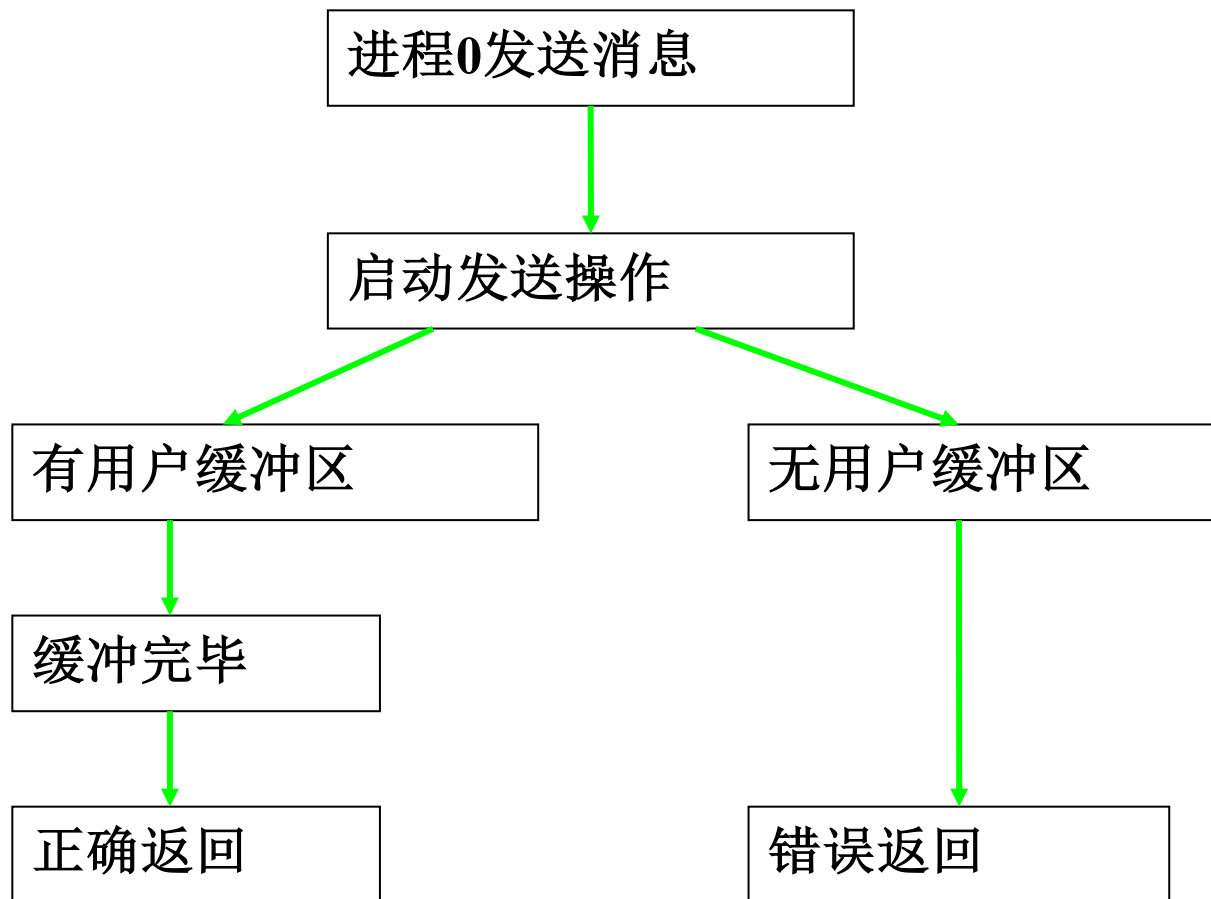 进程0发送消息
启动发送操作
有用户缓冲区
无用户缓冲区
缓冲完毕
正确返回
错误返回